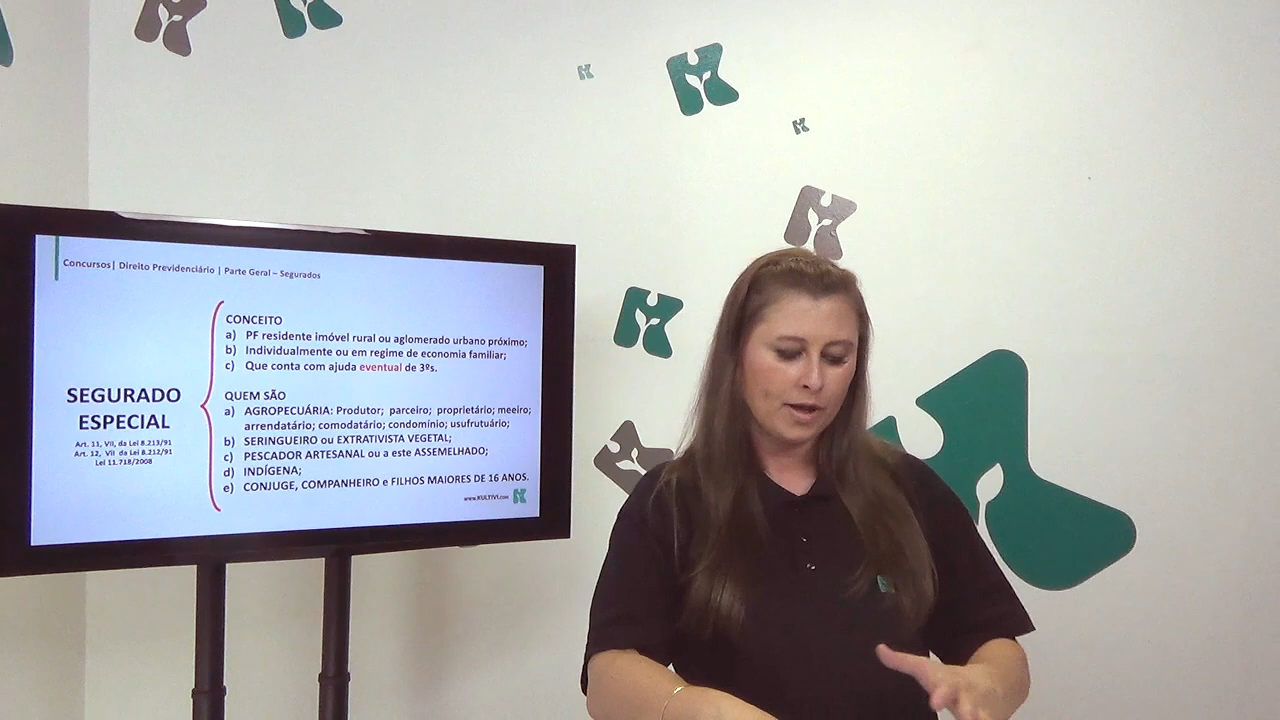 Concursos| Direito Previdenciário | Parte Geral – Segurados
SEGURADO
ESPECIAL
Art. 11, VII, da Lei 8.213/91
Art. 12, VII da Lei 8.212/91
Lei 11.718/2008
CONCEITO
a) PF residente imóvel rural ou aglomerado urbano próximo;
b) Individualmente ou em regime de economia familiar;
c) Que conta com ajuda eventual de 3ºs.
QUEM SÃO
a) AGROPECUÁRIA: Produtor; parceiro; proprietário; meeiro;
arrendatário; comodatário; condomínio; usufrutuário;
b) SERINGUEIRO ou EXTRATIVISTA VEGETAL;
c) PESCADOR ARTESANAL ou a este ASSEMELHADO;
d) INDÍGENA;
e) CONJUGE, COMPANHEIRO e FILHOS MAIORES DE 16 ANOS.
www.KULTIVI.com